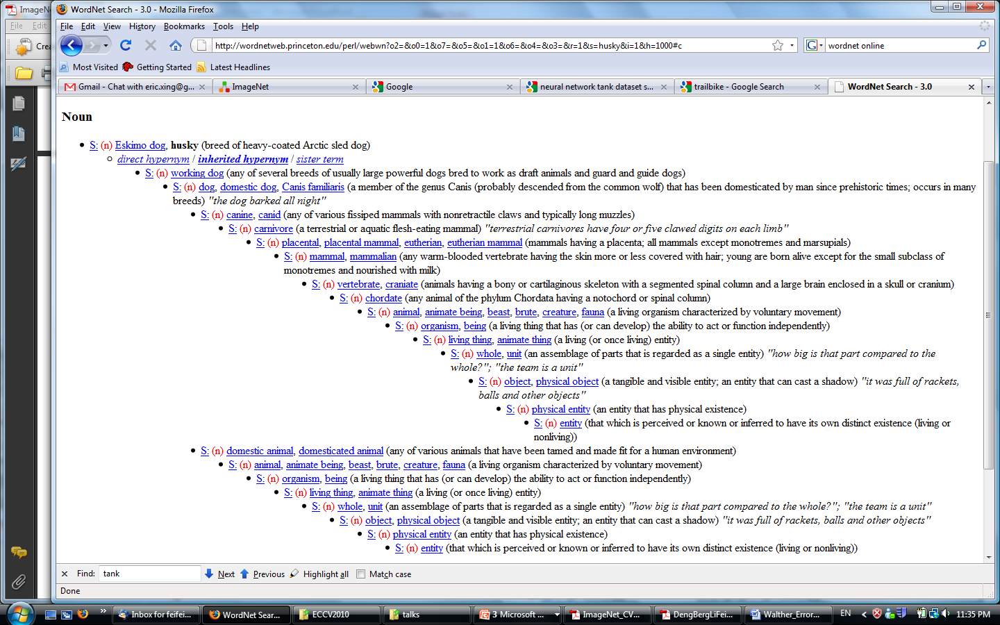 ImageNe
WordNet Search - 3.0 - Mozilla Firefox
File Edit
File Edit View History Bookmarks Tools Help
Crea
http://wordnetweb.princeton.edu/perl/webwn?o2=&o0=1&o7=&o5=&o1=1&o6=&o4=&o3=&r=1&s=husky&i=1&h=1000#c
G wordnet online
Most Visited Getting Started Latest Headlines
Gmail - Chat with eric.xing@g... ImageNet Google neural network tank dataset s... trailbike - Google Search WordNet Search - 3.0
Noun
S: (n) Eskimo dog, husky (breed of heavy-coated Arctic sled dog)
direct hypernym / inherited hypernym / sister term
S: (n) working dog (any of several breeds of usually large powerful dogs bred to work as draft animals and guard and guide dogs)
S: (n) dog, domestic dog, Canis familiaris (a member of the genus Canis (probably descended from the common wolf) that has been domesticated by man since prehistoric times; occurs in many
breeds) "the dog barked all night"
S: (n) canine, canid (any of various fissiped mammals with nonretractile claws and typically long muzzles)
S: (n) carnivore (a terrestrial or aquatic flesh-eating mammal) "terrestrial carnivores have four or five clawed digits on each limb"
S: (n) placental, placental mammal, eutherian, eutherian mammal (mammals having a placenta; all mammals except monotremes and marsupials)
S: (n) mammal, mammalian (any warm-blooded vertebrate having the skin more or less covered with hair; young are born alive except for the small subclass of
monotremes and nourished with milk)
S: (n) vertebrate, craniate (animals having a bony or cartilaginous skeleton with a segmented spinal column and a large brain enclosed in a skull or cranium)
S: (n) chordate (any animal of the phylum Chordata having a notochord or spinal column)
S: (n) animal, animate being, beast, brute, creature, fauna (a living organism characterized by voluntary movement)
S: (n) organism, being (a living thing that has (or can develop) the ability to act or function independently)
S: (n) living thing, animate thing (a living (or once living) entity)
S: (n) whole, unit (an assemblage of parts that is regarded as a single entity) "how big is that part compared to the
whole?"; "the team is a unit"
S: (n) object, physical object (a tangible and visible entity; an entity that can cast a shadow) "it was full of rackets,
balls and other objects"
S: (n) physical entity (an entity that has physical existence)
S: (n) entity (that which is perceived or known or inferred to have its own distinct existence (living or
nonliving))
S: (n) domestic animal, domesticated animal (any of various animals that have been tamed and made fit for a human environment)
S: (n) animal, animate being, beast, brute, creature, fauna (a living organism characterized by voluntary movement)
S: (n) organism, being (a living thing that has (or can develop) the ability to act or function independently)
S: (n) living thing, animate thing (a living (or once living) entity)
S: (n) whole, unit (an assemblage of parts that is regarded as a single entity) "how big is that part compared to the whole?"; "the team is a unit"
S: (n) object, physical object (a tangible and visible entity; an entity that can cast a shadow) "it was full of rackets, balls and other objects"
S: (n) physical entity (an entity that has physical existence)
S: (n) entity (that which is perceived or known or inferred to have its own distinct existence (living or nonliving))
Find: tank Next Previous Highlight all Match case
Done
Inbox for feifei... WordNet Sear... ECCV2010 talks 3 Microsoft ... ImageNet_CV... DengBergLiFei... Walther_Error... EN 11:35 PM